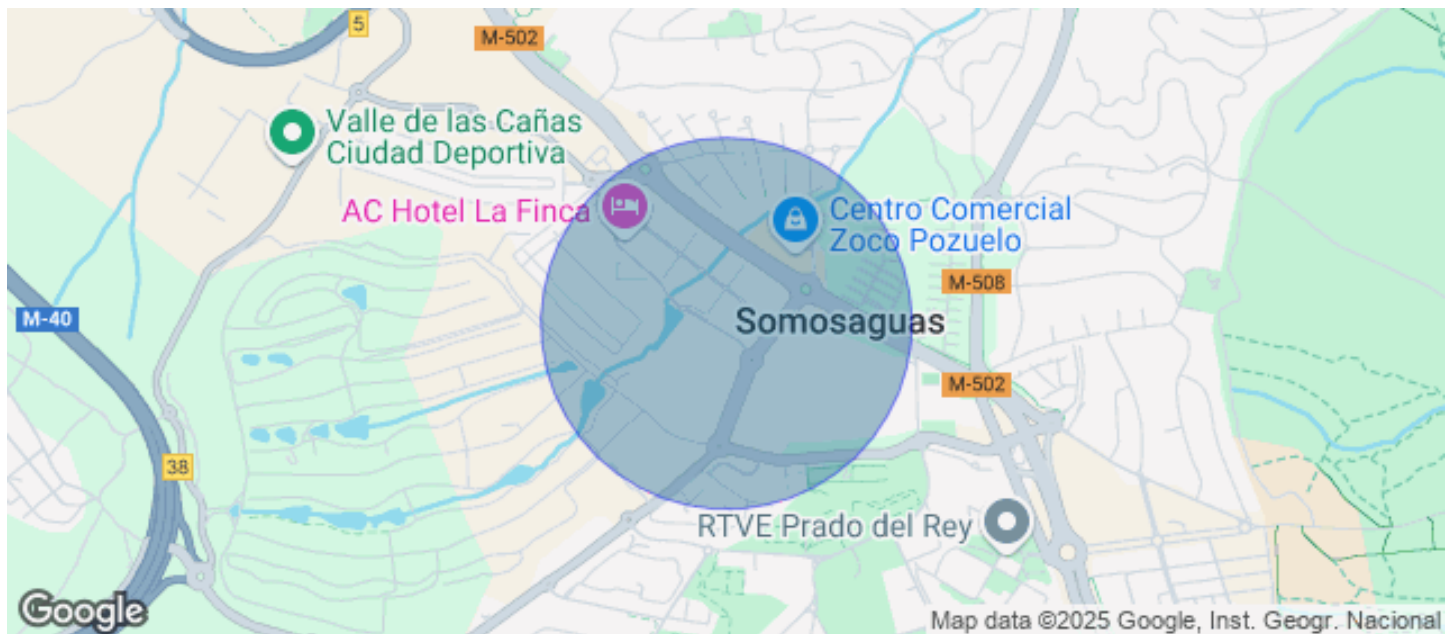 5
M-502
Valle de las Cañas
Ciudad Deportiva
AC Hotel La Finca
Centro Comercial
Zoco Pozuelo
M-508
M-40
Somosaguas
M-502
38
RTVE Prado del Rey
Google
Map data ©2025 Google, Inst. Geogr. Nacional